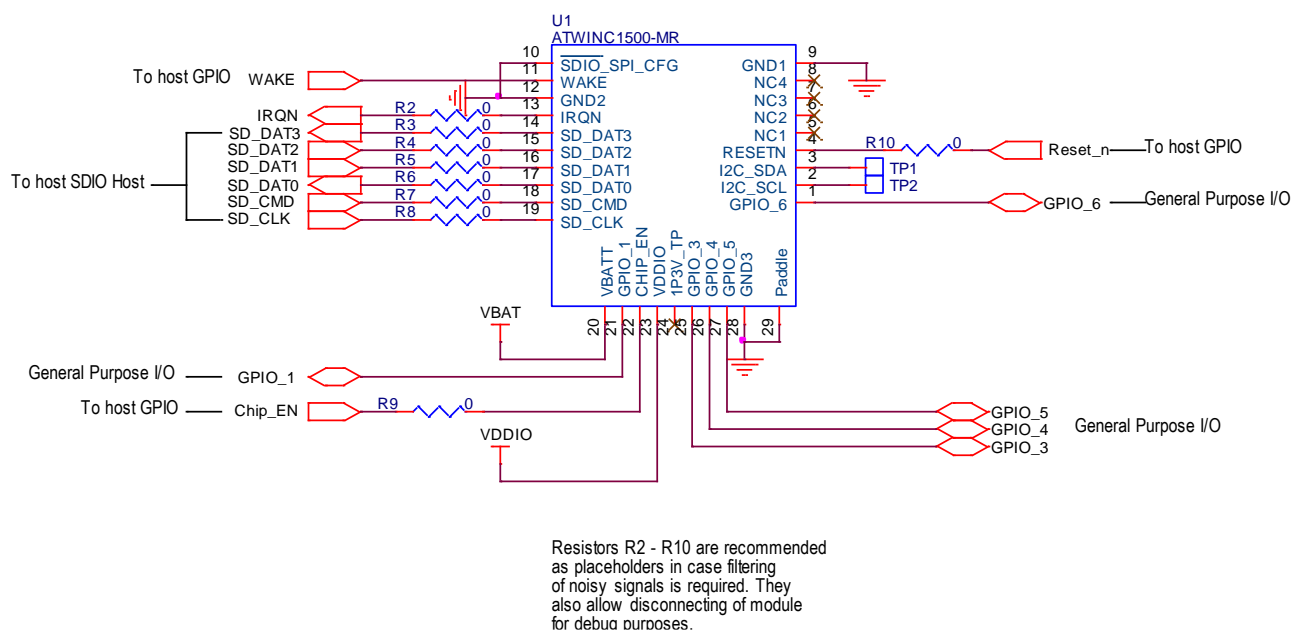 U1
ATWINC1500-MR
To host GPIO
WAKE
IRQN
SD_DAT3
SD_DAT2
SD_DAT1
SD_DAT0
SD_CMD
SD_CLK
To host SDIO Host
R2 0
R3 0
R4 0
R5 0
R6 0
R7 0
R8 0
10 SDIO_SPI_CFG
11 WAKE
12 GND2
13 IRQN
14 SD_DAT3
15 SD_DAT2
16 SD_DAT1
17 SD_DAT0
18 SD_CMD
19 SD_CLK
GND1 9
NC4 8
NC3 7
NC2 6
NC1 5
RESETN 4
I2C_SDA 3
I2C_SCL 2
GPIO_6 1
R10 0
Reset_n
To host GPIO
TP1
TP2
GPIO_6
General Purpose I/O
VBATT
GPIO_1
CHIP_EN
VDDIO
1P3V_TP
GPIO_3
GPIO_4
GPIO_5
GND3
Paddle
20
21
22
23
24
25
26
27
28
29
VBAT
General Purpose I/O
GPIO_1
To host GPIO
Chip_EN
R9 0
VDDIO
GPIO_5
GPIO_4
GPIO_3
General Purpose I/O
Resistors R2 - R10 are recommended
as placeholders in case filtering
of noisy signals is required. They
also allow disconnecting of module
for debug purposes.